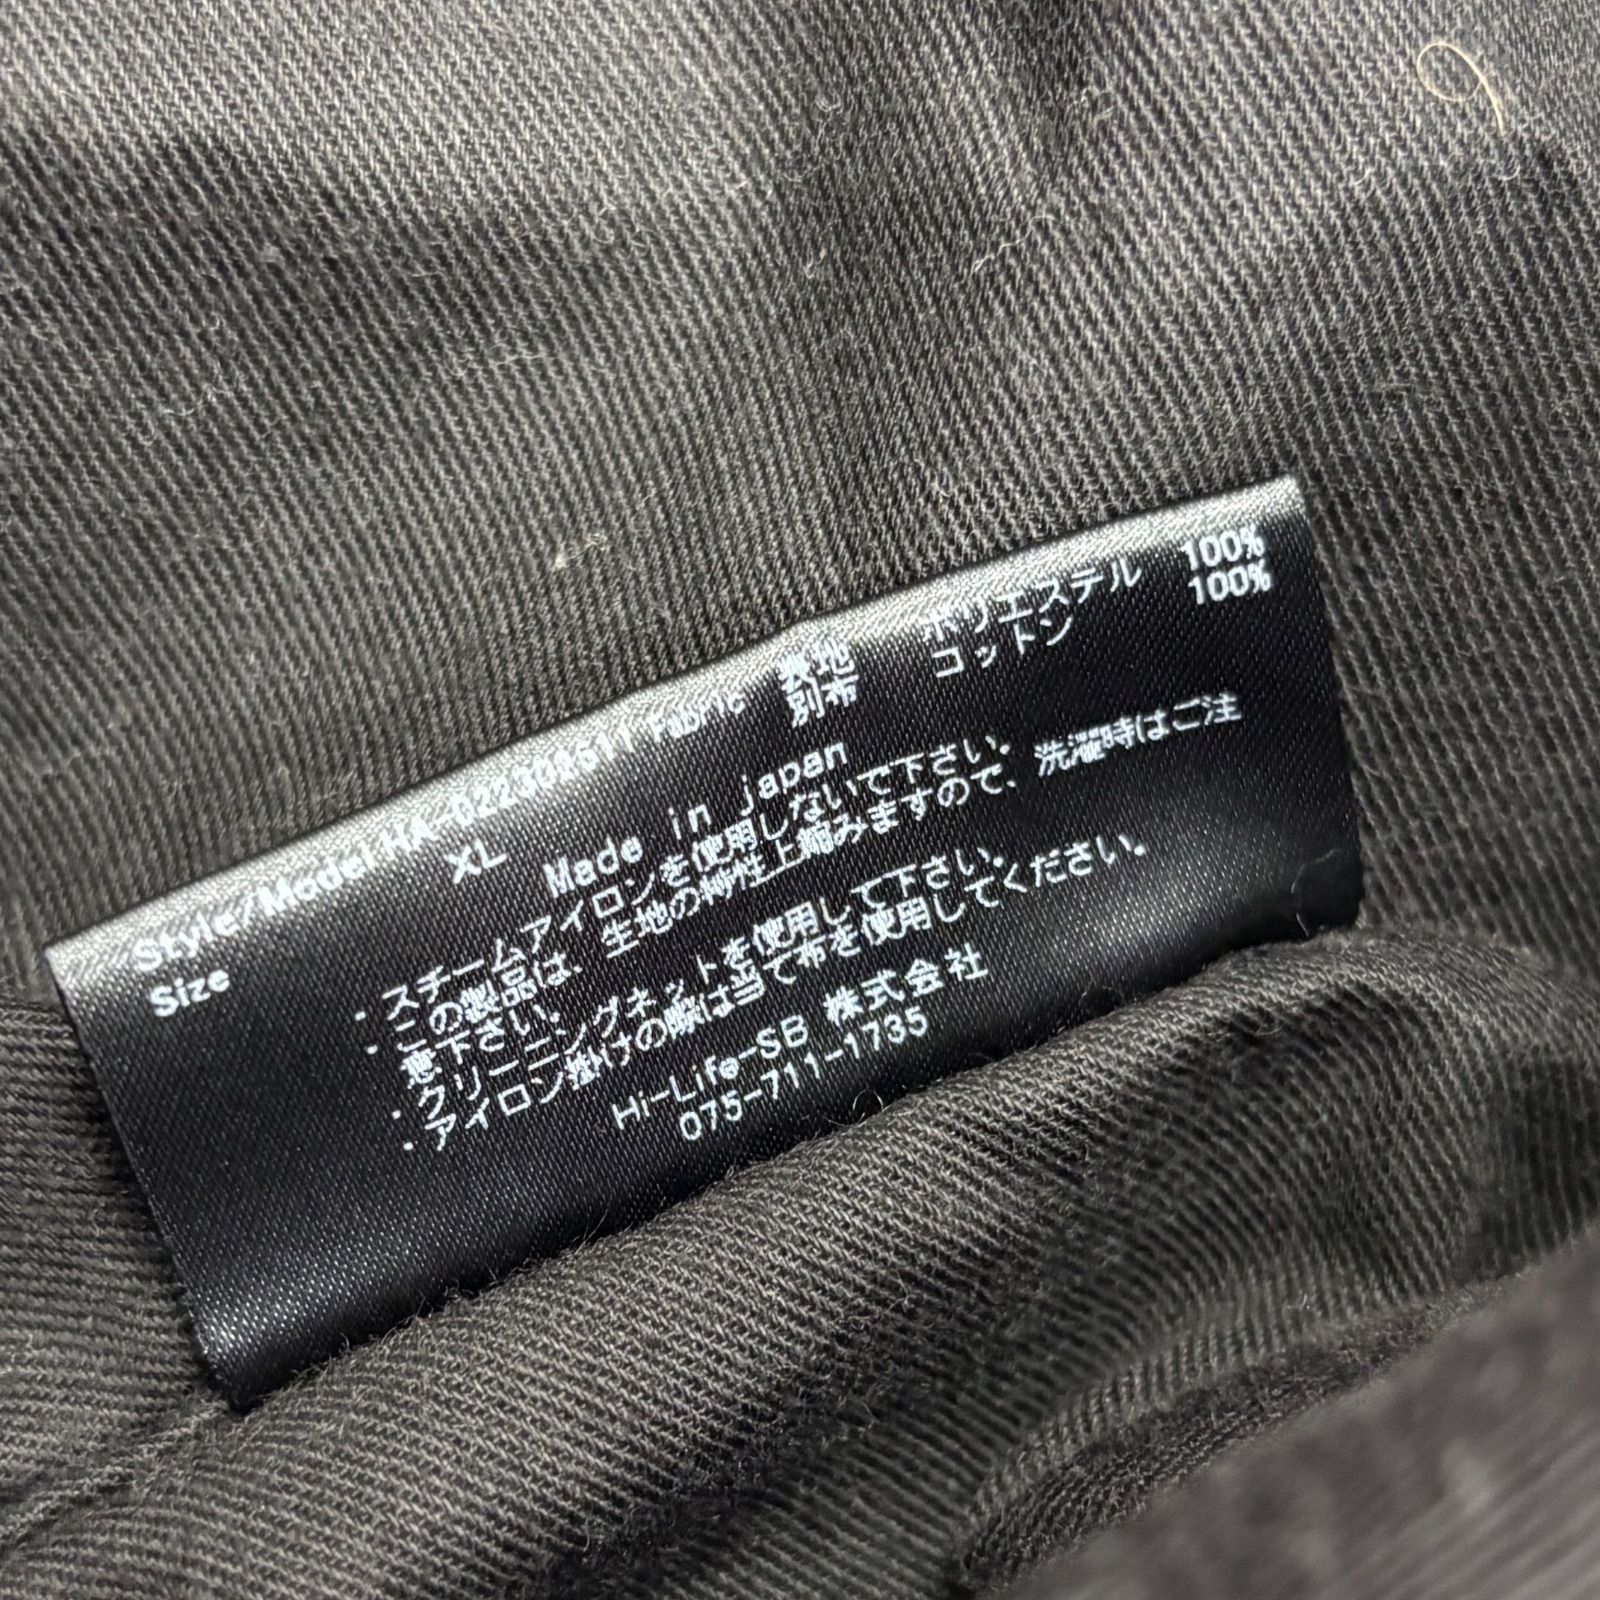 Style/Model HA-022302511 Fabric 表地 ポリエステル 100%
Size XL 別布 コットン 100%
Made in Japan
・スチームアイロンを使用しないで下さい。
・この製品は、生地の特性上縮みますので、洗濯時はご注
意下さい。
・クリーニングネットを使用して下さい。
・アイロン掛けの際は当て布を使用してください。
Hi-Life-SB 株式会社
075-711-1735